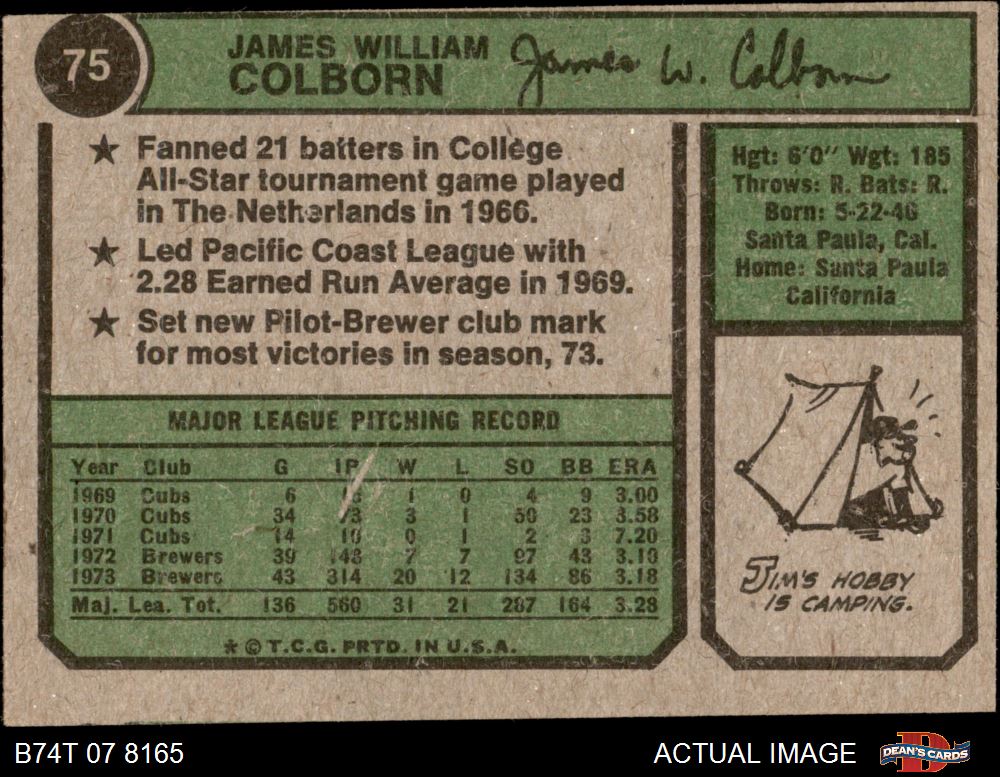 75
JAMES WILLIAM
COLBORN
James W. Colborn
★ Fanned 21 batters in College
All-Star tournament game played
in The Netherlands in 1966.
★ Led Pacific Coast League with
2.28 Earned Run Average in 1969.
★ Set new Pilot-Brewer club mark
for most victories in season, 73.
Hgt: 6'0" Wgt: 185
Throws: R. Bats: R.
Born: 5-22-46
Santa Paula, Cal.
Home: Santa Paula
California
MAJOR LEAGUE PITCHING RECORD
Year Club G IP W L SO BB ERA
1969 Cubs 6 1 0 4 9 3.00
1970 Cubs 34 73 3 1 50 23 3.58
1971 Cubs 14 10 0 1 2 3 7.20
1972 Brewers 39 148 7 7 97 43 3.10
1973 Brewers 43 314 20 12 134 86 3.18
Maj. Lea. Tot. 136 560 31 21 287 164 3.28
* © T.C.G. PRTD. IN U.S.A.
JIM'S HOBBY
IS CAMPING.
B74T 07 8165
ACTUAL IMAGE
DEAN'S CARDS